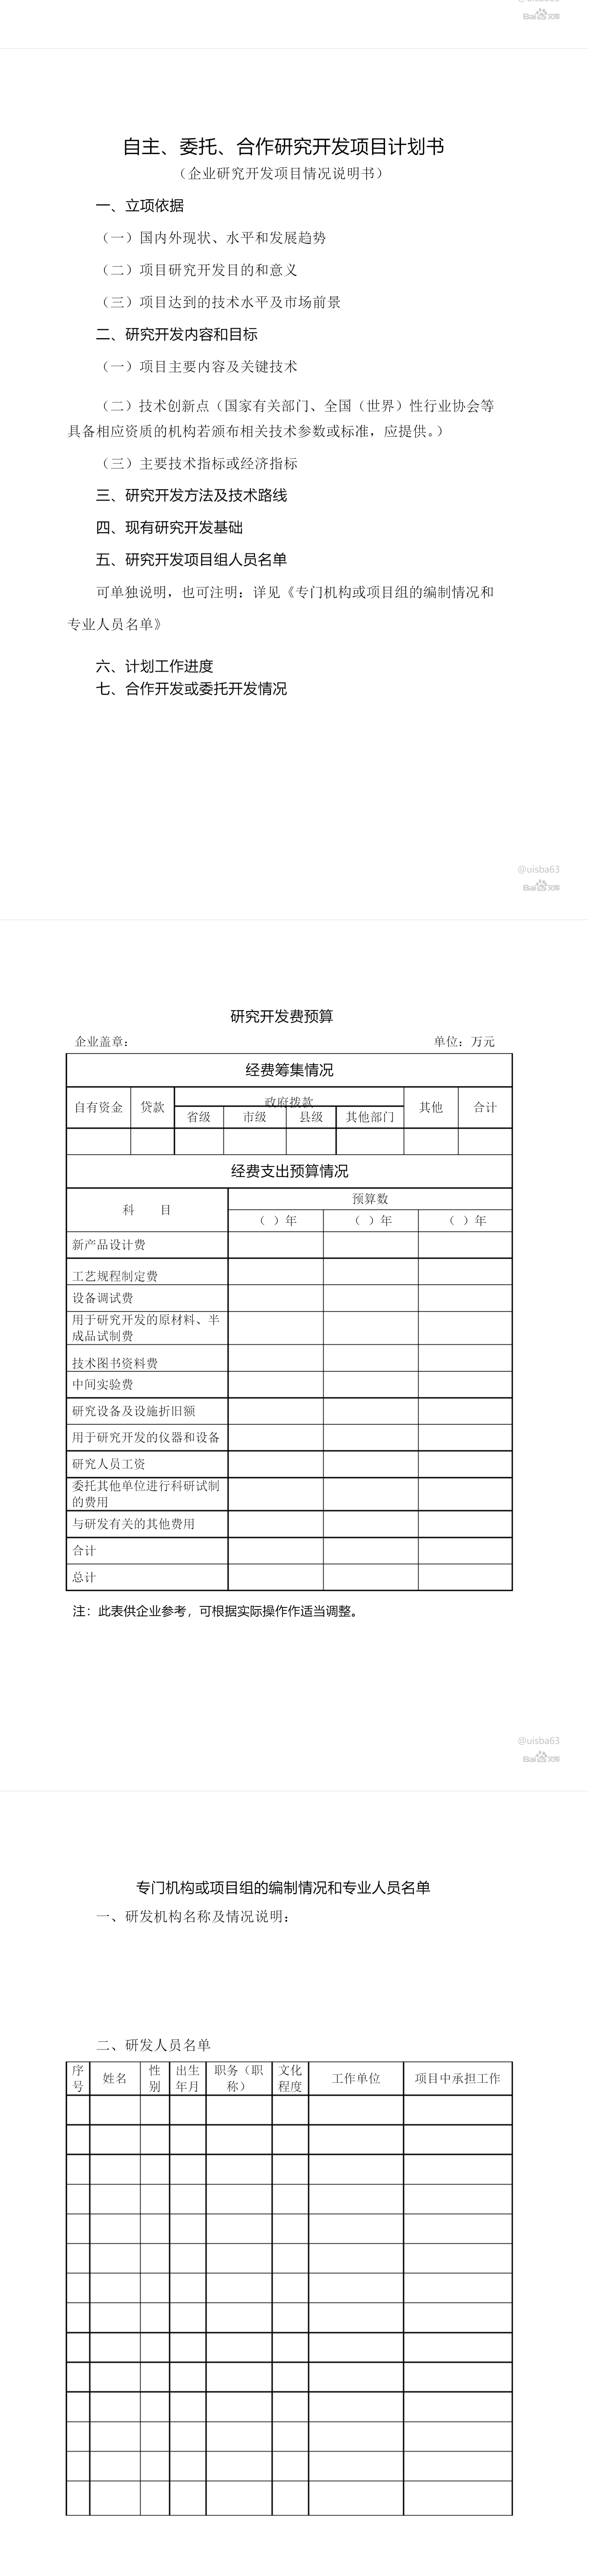 Bai 文库
自主、委托、合作研究开发项目计划书
（企业研究开发项目情况说明书）
一、立项依据
（一）国内外现状、水平和发展趋势
（二）项目研究开发目的和意义
（三）项目达到的技术水平及市场前景
二、研究开发内容和目标
（一）项目主要内容及关键技术
（二）技术创新点（国家有关部门、全国（世界）性行业协会等
具备相应资质的机构若颁布相关技术参数或标准，应提供。）
（三）主要技术指标或经济指标
三、研究开发方法及技术路线
四、现有研究开发基础
五、研究开发项目组人员名单
可单独说明，也可注明：详见《专门机构或项目组的编制情况和
专业人员名单》
六、计划工作进度
七、合作开发或委托开发情况
@uisba63
Bai 文库
研究开发费预算
企业盖章： 单位：万元
经费筹集情况
自有资金 贷款 政府拨款 其他 合计
省级 市级 县级 其他部门
经费支出预算情况
科 目 预算数
（ ）年 （ ）年 （ ）年
新产品设计费
工艺规程制定费
设备调试费
用于研究开发的原材料、半
成品试制费
技术图书资料费
中间实验费
研究设备及设施折旧额
用于研究开发的仪器和设备
研究人员工资
委托其他单位进行科研试制
的费用
与研发有关的其他费用
合计
总计
注：此表供企业参考，可根据实际操作作适当调整。
@uisba63
Bai 文库
专门机构或项目组的编制情况和专业人员名单
一、研发机构名称及情况说明：
二、研发人员名单
序 性 出生 职务（职 文化
号 姓名 别 年月 称） 程度 工作单位 项目中承担工作